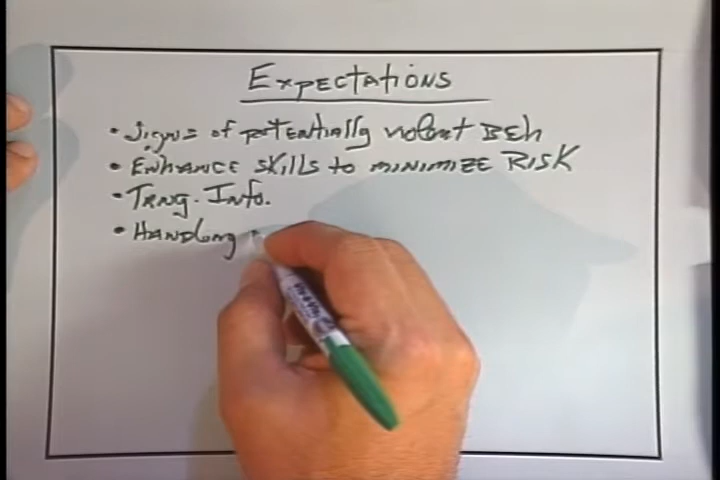 Expectations
• Signs of potentially violent Beh
• Enhance skills to minimize Risk
• Trng. Info.
• Handling